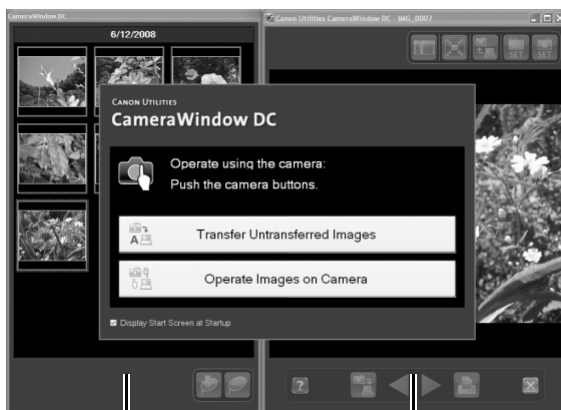 CameraWindow DC
Canon Utilities CameraWindow DC - IMG_0007
6/12/2008
SET
SET
CANON UTILITIES
CameraWindow DC
Operate using the camera:
Push the camera buttons.
A
Transfer Untransferred Images
Operate Images on Camera
Display Start Screen at Startup
?